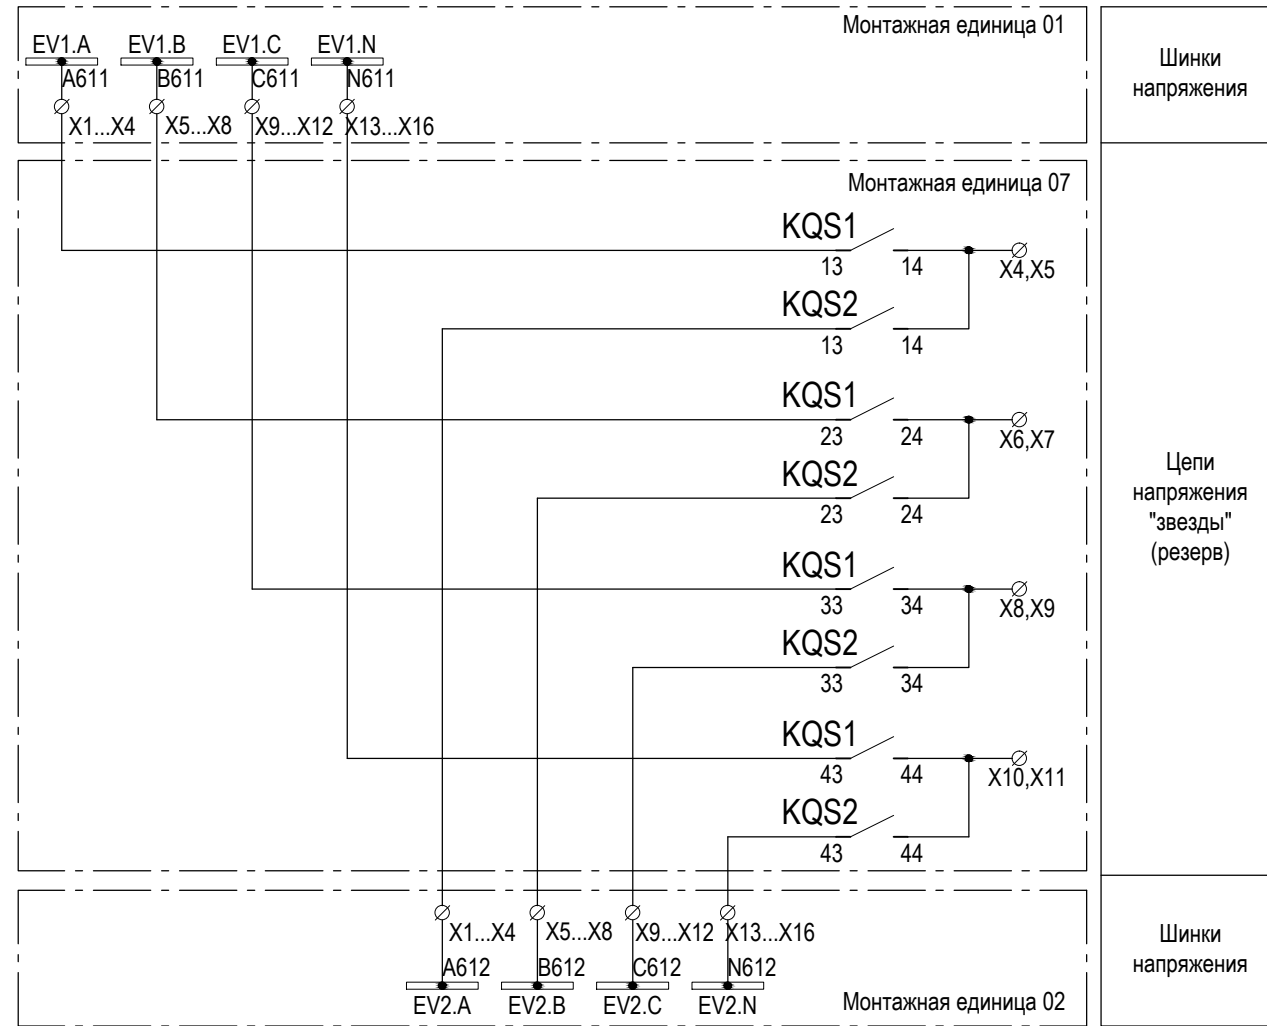 Монтажная единица 01
EV1.A EV1.B EV1.C EV1.N
A611 B611 C611 N611
X1...X4 X5...X8 X9...X12 X13...X16
Шинки
напряжения
Монтажная единица 07
KQS1
13 14 X4,X5
KQS2
13 14
KQS1
23 24 X6,X7
KQS2
23 24
KQS1
33 34 X8,X9
KQS2
33 34
KQS1
43 44 X10,X11
KQS2
43 44
Цепи
напряжения
"звезды"
(резерв)
X1...X4 X5...X8 X9...X12 X13...X16
A612 B612 C612 N612
EV2.A EV2.B EV2.C EV2.N
Монтажная единица 02
Шинки
напряжения